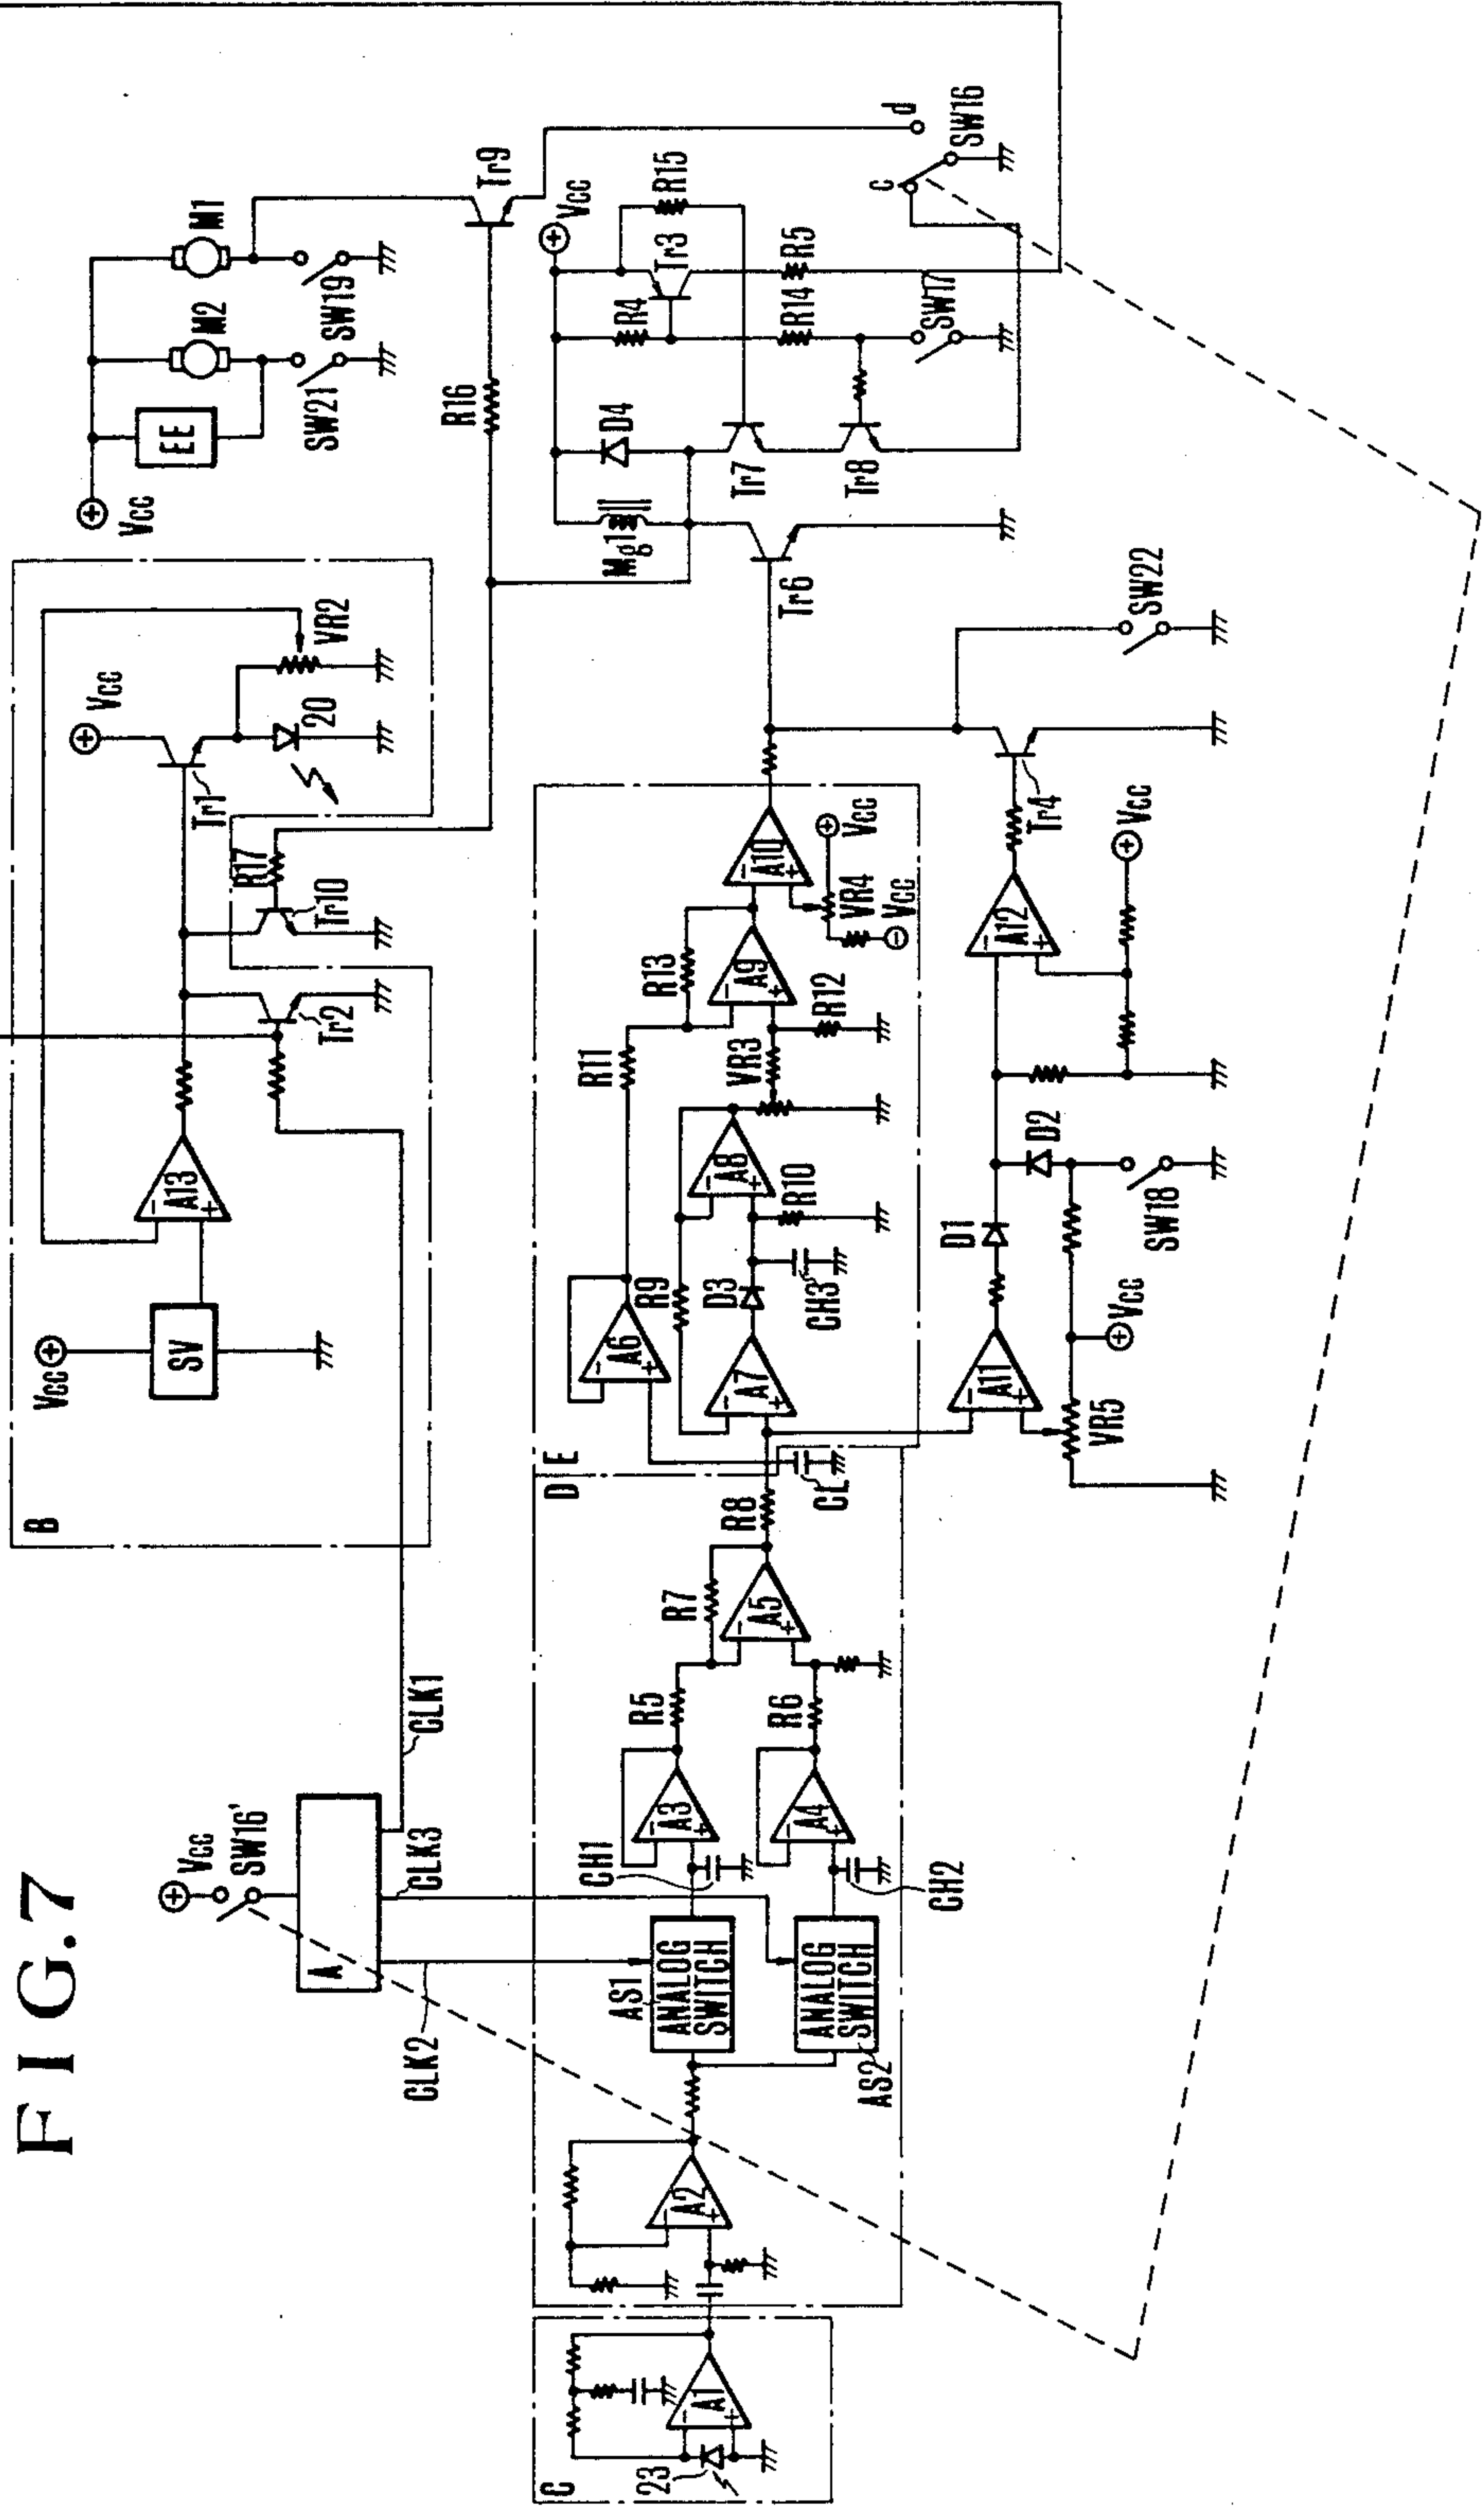 FIG.7
Vcc
SW16'
A
CLK3
CLK1
CLK2
B
Vcc
SV
A13
−
+
Tr2
Tr10
R17
Tr1
Vcc
20
VR2
Vcc
EE
M2
M1
SW21
SW19
R16
Tr9
C
23
A1
−
+
D
A2
−
+
AS1
ANALOG
SWITCH
AS2
ANALOG
SWITCH
CH1
CH2
A3
−
+
A4
−
+
R5
R6
R7
A5
−
+
R8
E
CL
A6
−
+
A7
−
+
R9
D3
CH3
R10
A8
−
+
R11
VR3
R12
R13
A9
−
+
A10
−
+
VR4
Vcc
Vcc
VR5
Vcc
A11
−
+
D1
D2
SW18
A12
−
+
Vcc
Tr4
SW22
Tr6
Mg1
D4
Tr7
Tr8
R4
Tr3
R14
R5
R15
Vcc
SW17
c
d
SW16